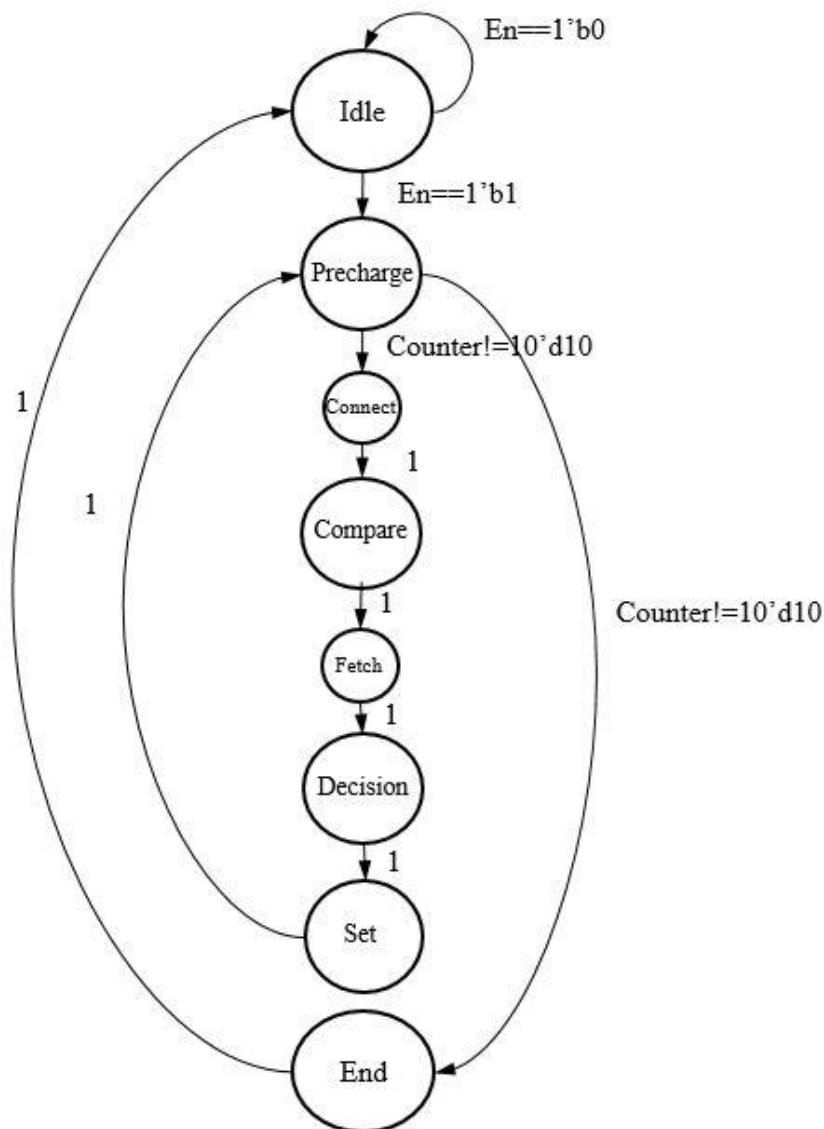 En==1’b0
Idle
En==1’b1
Precharge
Counter!=10’d10
1
Connect
1
1
Compare
1
Counter!=10’d10
Fetch
1
Decision
1
Set
End